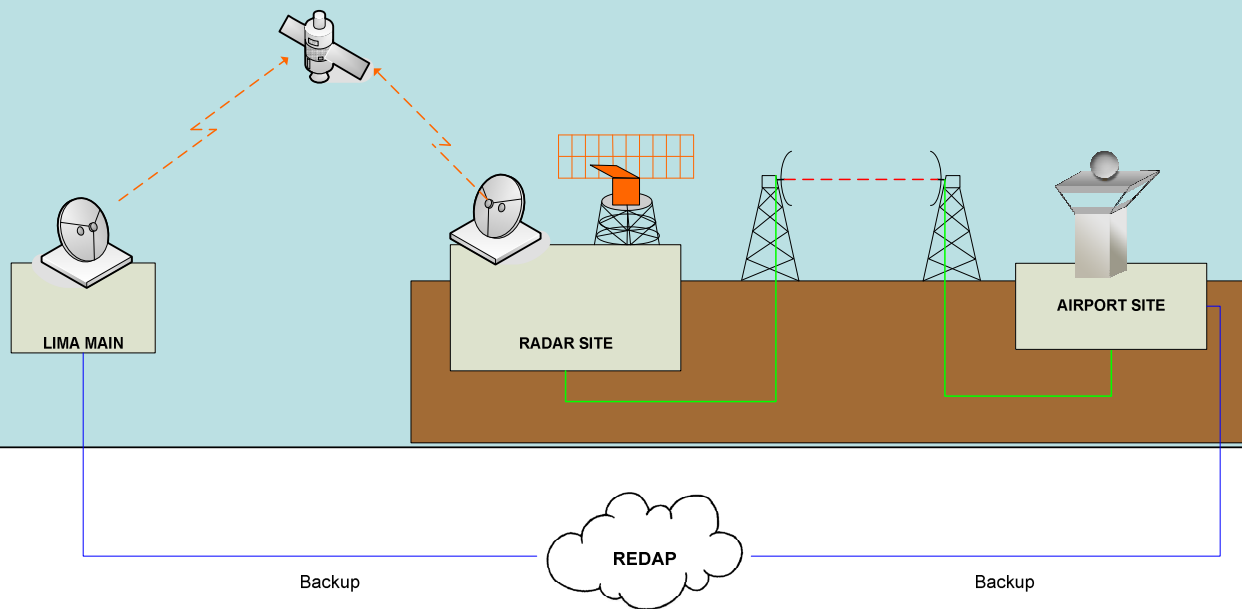 LIMA MAIN
RADAR SITE
AIRPORT SITE
REDAP
Backup
Backup